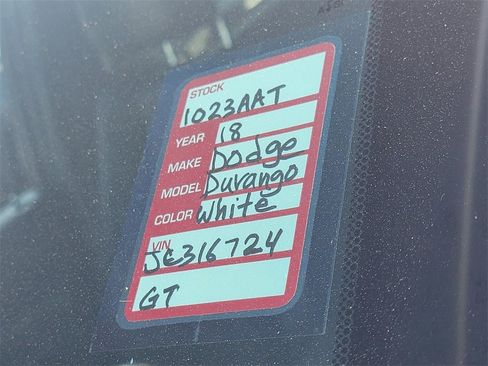 STOCK
1023AAT
YEAR 18
MAKE Dodge
MODEL Durango
COLOR White
VIN
JC316724
GT